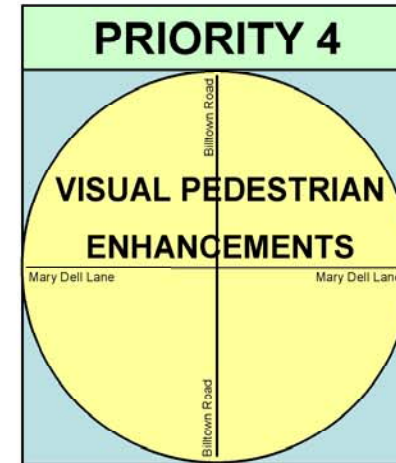 PRIORITY 4
Billtown Road
VISUAL PEDESTRIAN
ENHANCEMENTS
Mary Dell Lane
Mary Dell Lane
Billtown Road